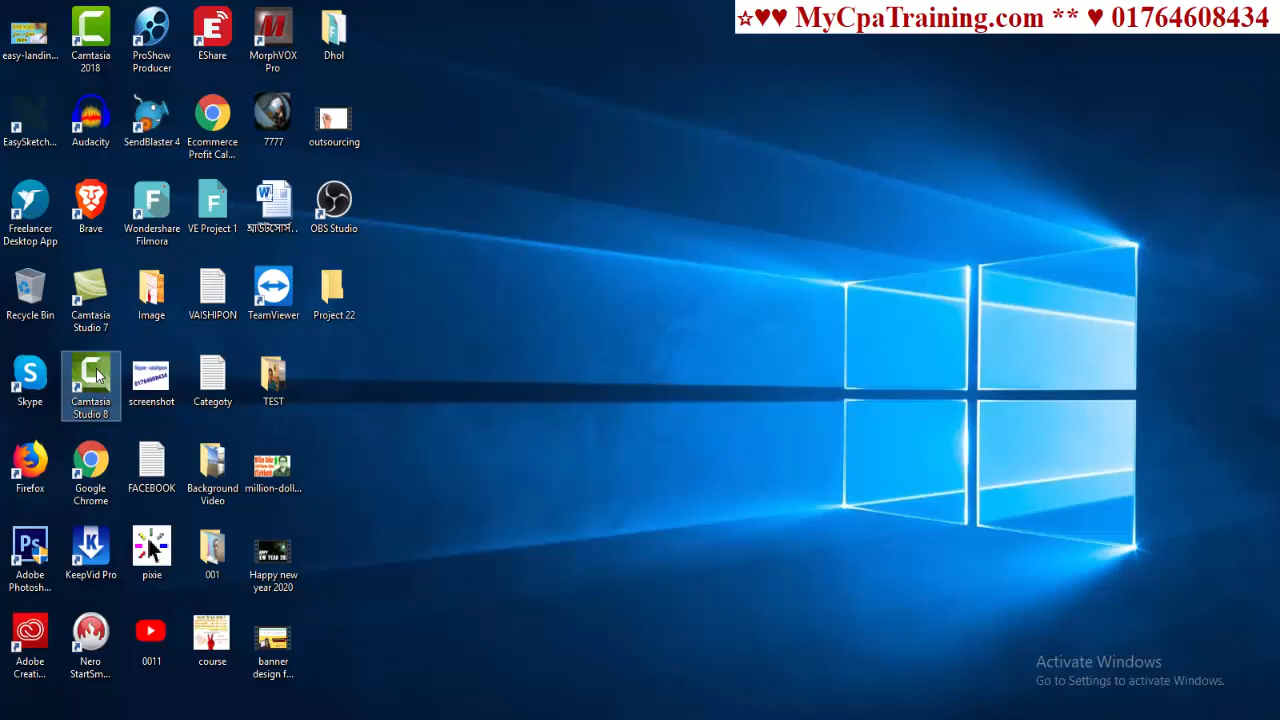 ☆♥♥ MyCpaTraining.com ** ♥ 01764608434
easy-landin...
Camtasia 2018
ProShow Producer
EShare
MorphVOX Pro
Dhol
EasySketch...
Audacity
SendBlaster 4
Ecommerce Profit Cal...
7777
outsourcing
Freelancer Desktop App
Brave
Wondershare Filmora
VE Project 1
আউটসোর্স...
OBS Studio
Recycle Bin
Camtasia Studio 7
Image
VAISHIPON
TeamViewer
Project 22
Skype
Camtasia Studio 8
screenshot
Categoty
TEST
Firefox
Google Chrome
FACEBOOK
Background Video
million-doll...
Adobe Photosh...
KeepVid Pro
pixie
001
Happy new year 2020
Adobe Creati...
Nero StartSm...
0011
course
banner design f...
Activate Windows
Go to Settings to activate Windows.